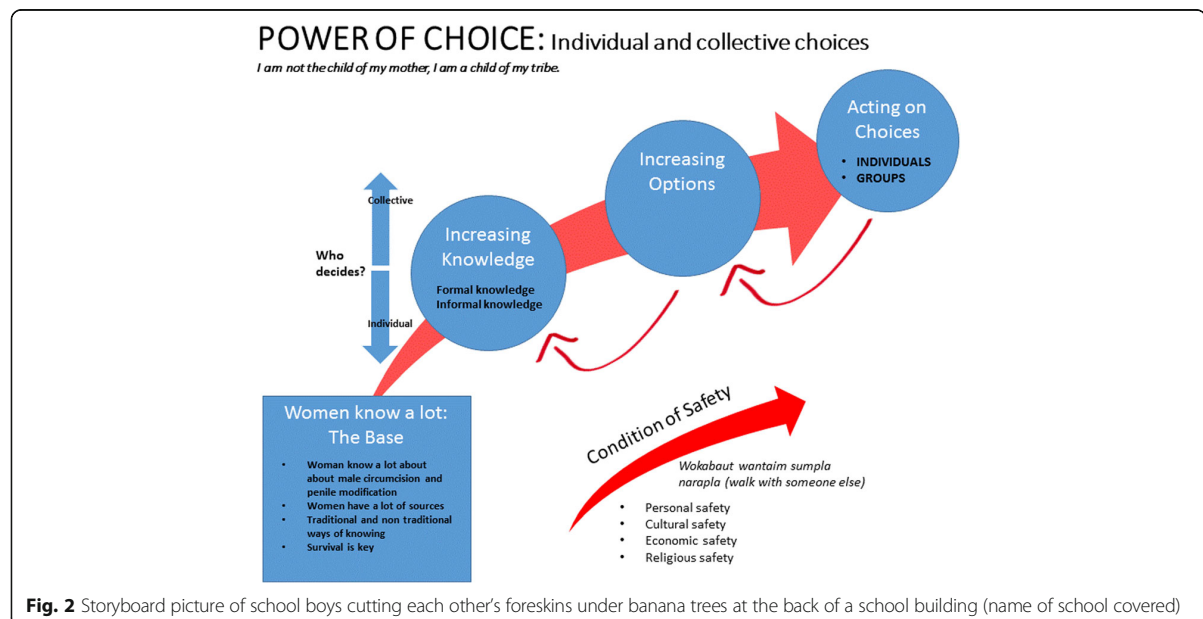 POWER OF CHOICE: Individual and collective choices
I am not the child of my mother, I am a child of my tribe.
Acting on
Choices
• INDIVIDUALS
• GROUPS
Increasing
Options
Collective
Who
decides?
Individual
Increasing
Knowledge
Formal knowledge
Informal knowledge
Women know a lot:
The Base
• Woman know a lot about
about male circumcision and
penile modification
• Women have a lot of sources
• Traditional and non traditional
ways of knowing
• Survival is key
Condition of Safety
Wokabaut wantaim sumpla
narapla (walk with someone else)
• Personal safety
• Cultural safety
• Economic safety
• Religious safety
Fig. 2 Storyboard picture of school boys cutting each other's foreskins under banana trees at the back of a school building (name of school covered)